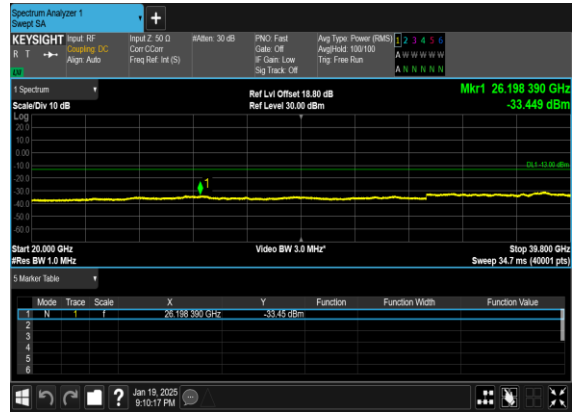 Spectrum Analyzer 1
Swept SA
+
KEYSIGHT Input: RF Input Z: 50 Ω #Atten: 30 dB PNO: Fast Avg Type: Power (RMS) 1 2 3 4 5 6
R T Coupling: DC Corr CCorr Gate: Off Avg|Hold: 100/100 A W W W W W
Align: Auto Freq Ref: Int (S) IF Gain: Low Trig: Free Run
Sig Track: Off A N N N N N
1 Spectrum Ref Lvl Offset 18.80 dB Mkr1 26.198 390 GHz
Scale/Div 10 dB Ref Level 30.00 dBm -33.449 dBm
Log
20.0
10.0
0.00
-10.0 DL1 -13.00 dBm
-20.0
-30.0 1
-40.0
-50.0
-60.0
Start 20.000 GHz Video BW 3.0 MHz* Stop 39.800 GHz
#Res BW 1.0 MHz Sweep 34.7 ms (40001 pts)
5 Marker Table
Mode Trace Scale X Y Function Function Width Function Value
1 N 1 f 26.198 390 GHz -33.45 dBm
2
3
4
5
6
? Jan 19, 2025
9:10:17 PM